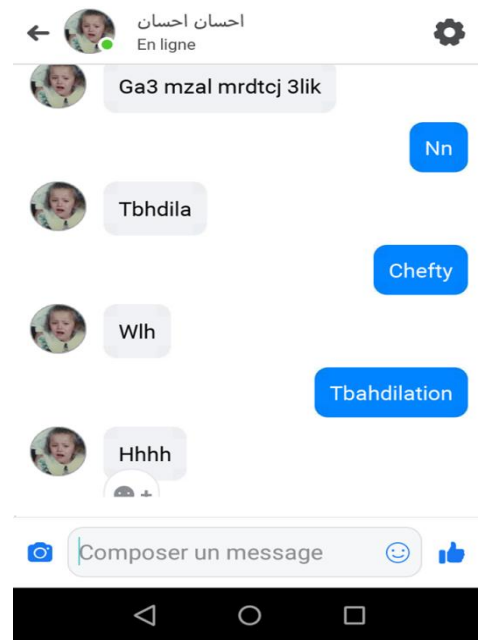 احسان احسان
En ligne
Ga3 mzal mrdtcj 3lik
Nn
Tbhdila
Chefty
Wlh
Tbahdilation
Hhhh
Composer un message